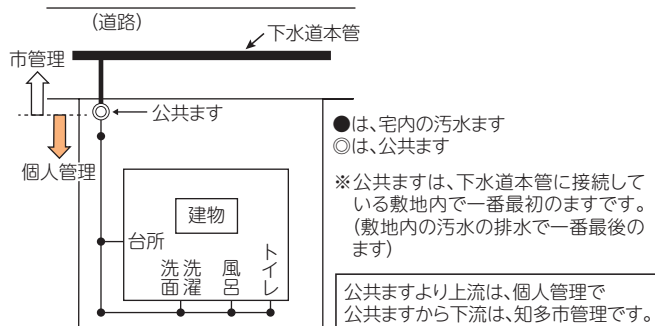 (道路)
下水道本管
市管理
公共ます
個人管理
建物
台所
洗面
洗濯
風呂
トイレ
●は、宅内の汚水ます
◎は、公共ます
※公共ますは、下水道本管に接続して
いる敷地内で一番最初のますです。
(敷地内の汚水の排水で一番最後の
ます)
公共ますより上流は、個人管理で
公共ますから下流は、知多市管理です。